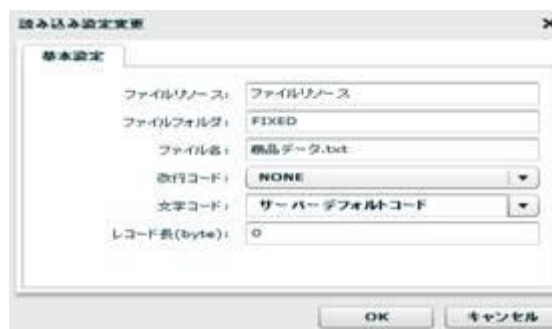 読み込み設定変更
基本設定
ファイルリソース: ファイルリソース
ファイルフォルダ: FIXED
ファイル名: 商品データ.txt
改行コード: NONE
文字コード: サーバーデフォルトコード
レコード長(byte): 0
OK キャンセル